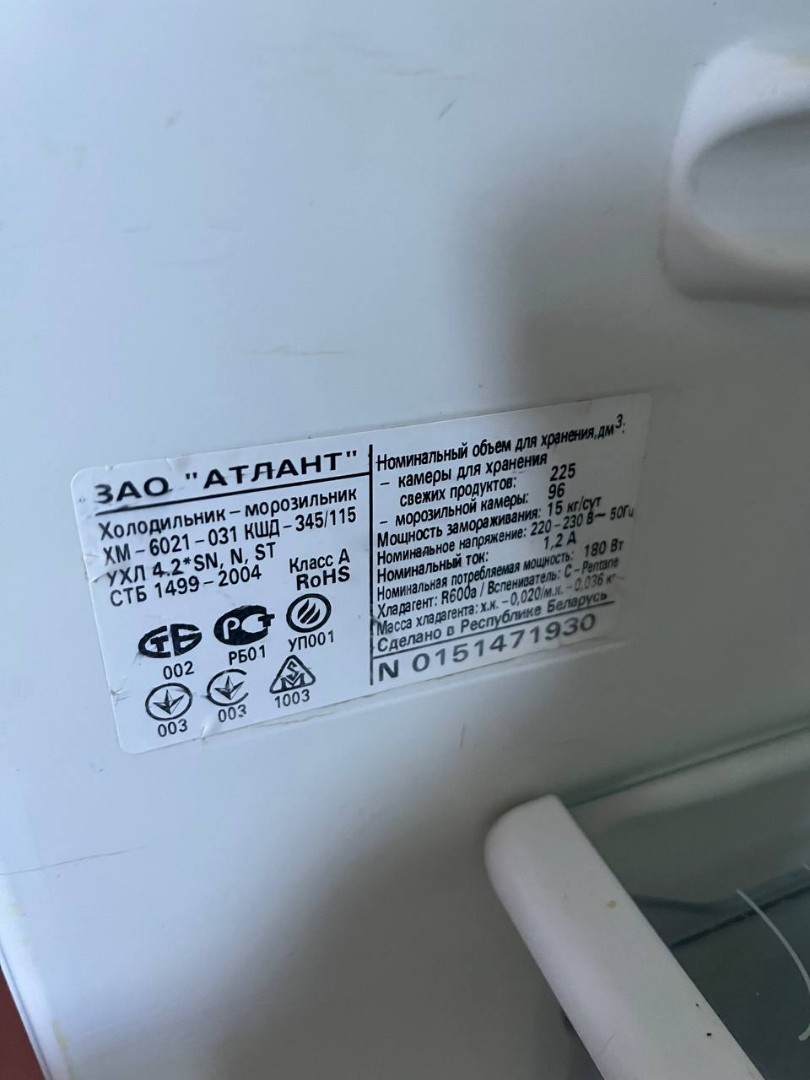 ЗАО "АТЛАНТ"
Холодильник – морозильник
ХМ – 6021 – 031 КШД – 345/115
УХЛ 4.2*SN, N, ST
СТБ 1499 – 2004
Класс А
RoHS
СТБ
002
РСТ
РБ01
УП001
003
003
1003
Номинальный объем для хранения,дм³:
– камеры для хранения
свежих продуктов: 225
– морозильной камеры: 96
Мощность замораживания: 15 кг/сут
Номинальное напряжение: 220 – 230 В~ 50Гц
Номинальный ток: 1,2 А
Номинальная потребляемая мощность: 180 Вт
Хладагент: R600a / Вспениватель: C – Pentane
Масса хладагента: х.к. – 0,020/м.к. – 0,036 кг
Сделано в Республике Беларусь
N 0151471930